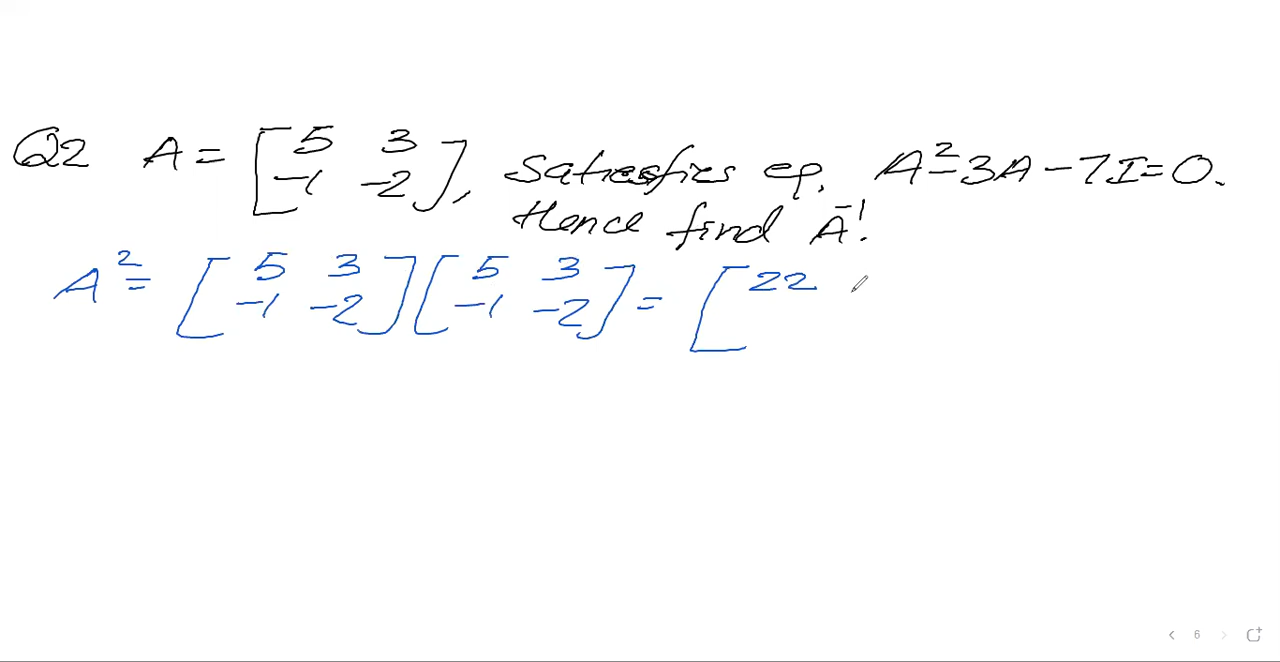 Q2 A = [5 3 -1 -2], Satisfies eq. A² - 3A - 7I = 0.
Hence find A⁻¹.
A² = [5 3 -1 -2] [5 3 -1 -2] = [22
6